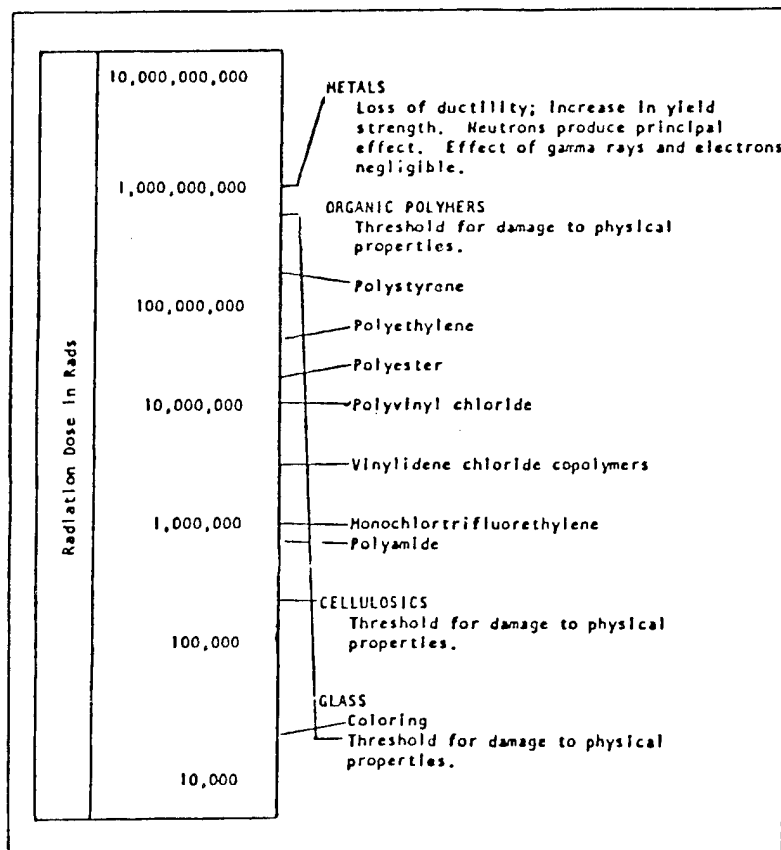 Radiation Dose in Rads
10,000,000,000
1,000,000,000
100,000,000
10,000,000
1,000,000
100,000
10,000
METALS
Loss of ductility; increase in yield
strength. Neutrons produce principal
effect. Effect of gamma rays and electrons
negligible.
ORGANIC POLYMERS
Threshold for damage to physical
properties.
Polystyrene
Polyethylene
Polyester
Polyvinyl chloride
Vinylidene chloride copolymers
Monochlortrifluorethylene
Polyamide
CELLULOSICS
Threshold for damage to physical
properties.
GLASS
Coloring
Threshold for damage to physical
properties.